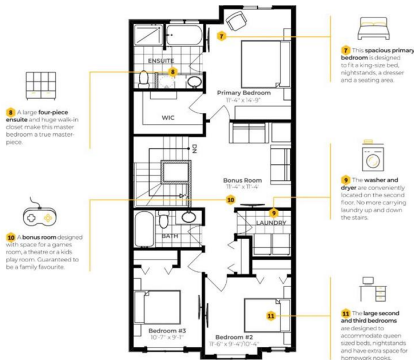 7
7 This spacious primary
bedroom is designed
to fit a king-size bed,
nightstands, a dresser
and a seating area.
ENSUITE
8
Primary Bedroom
11'-4" x 14'-9"
8 A large four-piece
ensuite and huge walk-in
closet make this master
bedroom a true master-
piece.
WIC
DN
Bonus Room
11'-4" x 11'-4
9 The washer and
dryer are conveniently
located on the second
floor. No more carrying
laundry up and down
the stairs.
10
9
LAUNDRY
BATH
10 A bonus room designed
with space for a games
room, a theatre or a kids
play room. Guaranteed to
be a family favourite.
11
11 The large second
and third bedrooms
are designed to
accommodate queen
sized beds, nightstands
and have extra space for
homework nooks.
Bedroom #3
10'-7" x 9'-1"
Bedroom #2